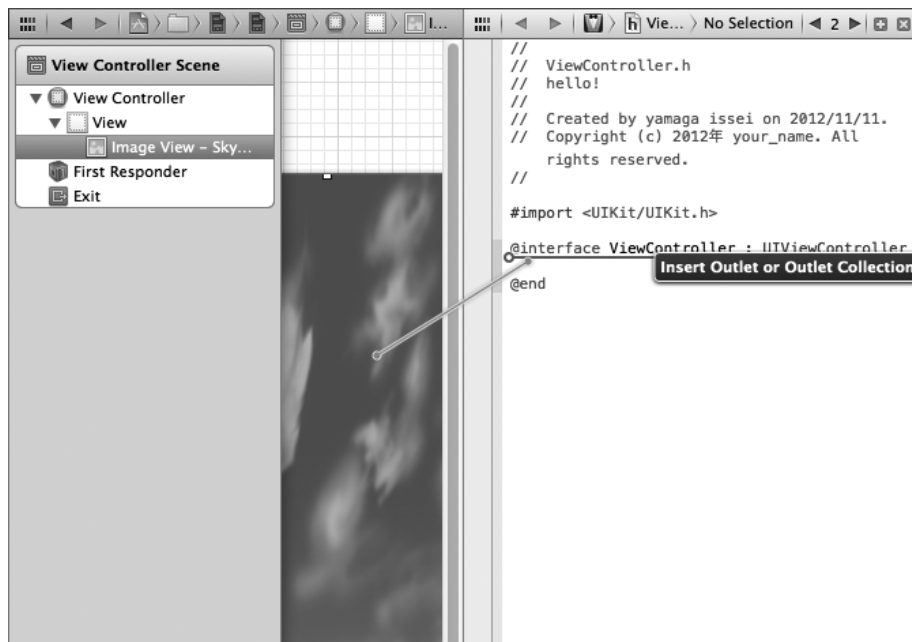 I...
Vie...
No Selection
2
View Controller Scene
View Controller
View
Image View – Sky...
First Responder
Exit
//
//  ViewController.h
//  hello!
//
//  Created by yamaga issei on 2012/11/11.
//  Copyright (c) 2012年 your_name. All
rights reserved.
//
#import <UIKit/UIKit.h>
@interface ViewController : UIViewController
Insert Outlet or Outlet Collection
@end